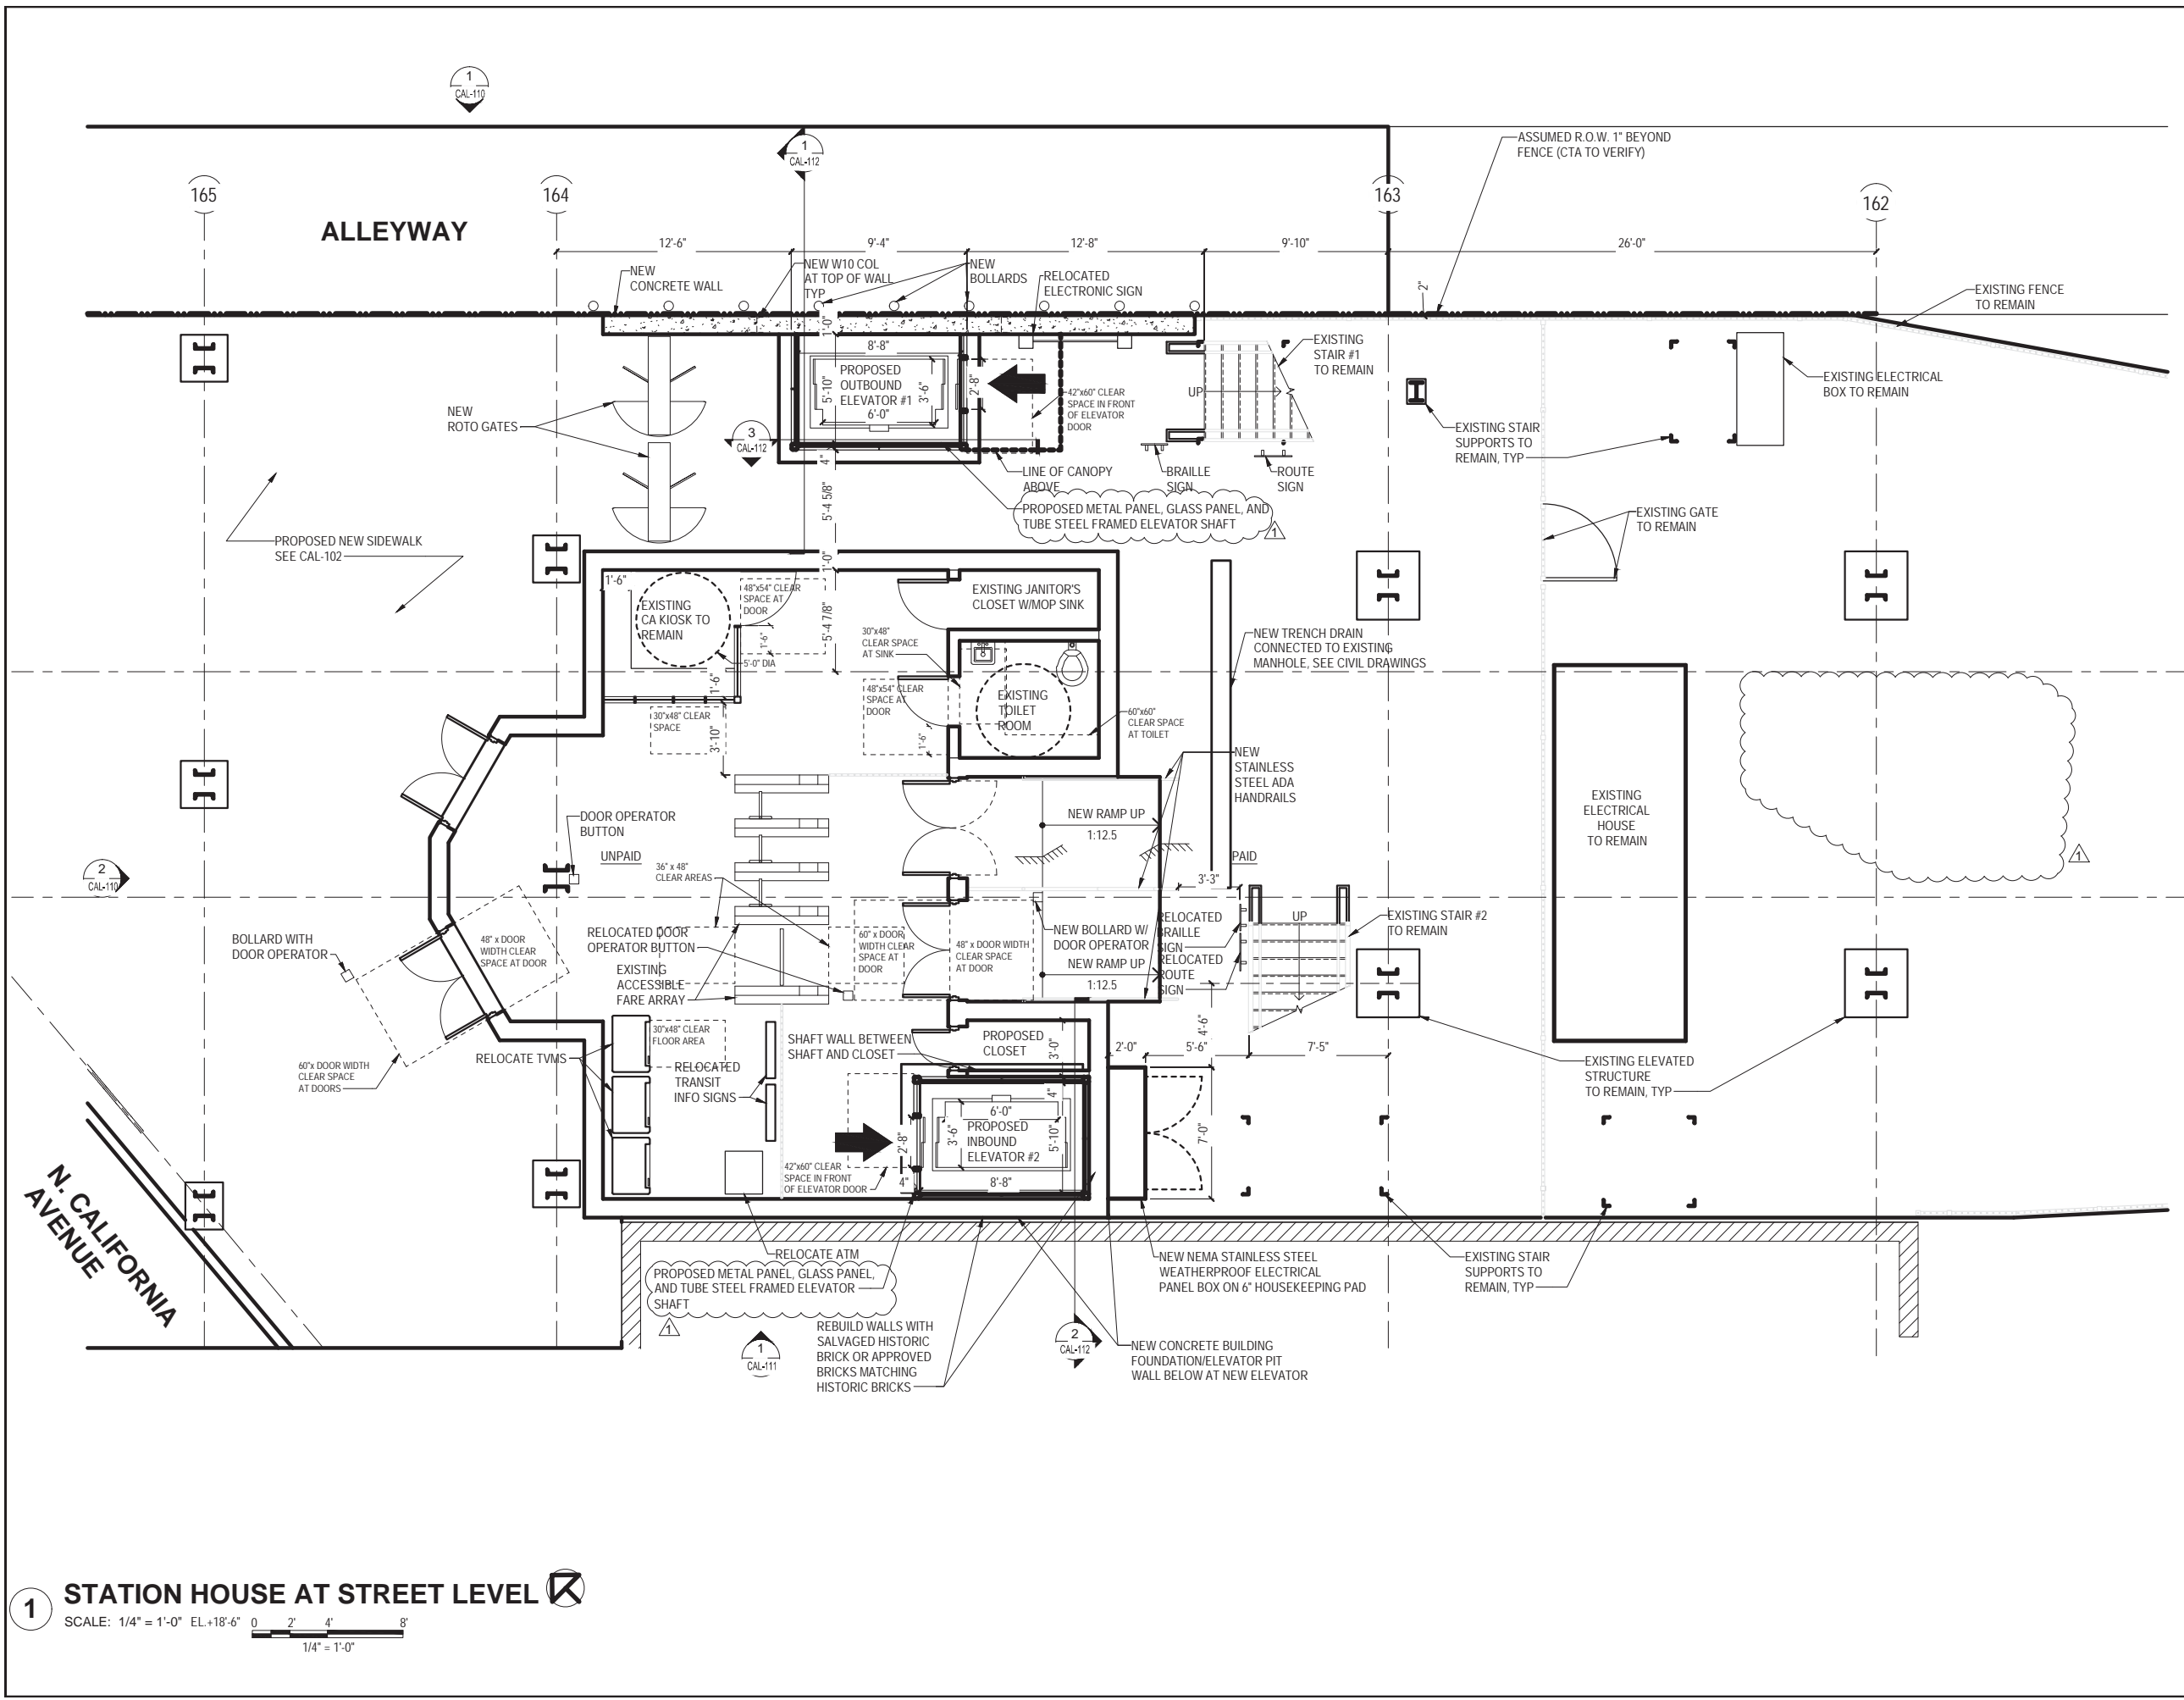 1
CAL-110
1
CAL-112
ASSUMED R.O.W. 1" BEYOND
FENCE (CTA TO VERIFY)
165
164
163
162
ALLEYWAY
12'-6"
9'-4"
12'-8"
9'-10"
26'-0"
NEW
CONCRETE WALL
NEW W10 COL
AT TOP OF WALL
TYP
NEW
BOLLARDS
RELOCATED
ELECTRONIC SIGN
2"
EXISTING FENCE
TO REMAIN
1'-0"
8'-8"
PROPOSED
OUTBOUND
ELEVATOR #1
5'-10"
3'-6"
6'-0"
2'-8"
42"x60" CLEAR
SPACE IN FRONT
OF ELEVATOR
DOOR
UP
EXISTING
STAIR #1
TO REMAIN
EXISTING ELECTRICAL
BOX TO REMAIN
NEW
ROTO GATES
3
CAL-112
4"
EXISTING STAIR
SUPPORTS TO
REMAIN, TYP
LINE OF CANOPY
ABOVE
BRAILLE
SIGN
ROUTE
SIGN
5'-4 5/8"
PROPOSED METAL PANEL, GLASS PANEL, AND
TUBE STEEL FRAMED ELEVATOR SHAFT
1
EXISTING GATE
TO REMAIN
PROPOSED NEW SIDEWALK
SEE CAL-102
1'-0"
1'-6"
EXISTING
CA KIOSK TO
REMAIN
48"x54" CLEAR
SPACE AT
DOOR
1'-6"
5'-0" DIA
1'-6"
5'-4 7/8"
EXISTING JANITOR'S
CLOSET W/MOP SINK
30"x48"
CLEAR SPACE
AT SINK
NEW TRENCH DRAIN
CONNECTED TO EXISTING
MANHOLE, SEE CIVIL DRAWINGS
48"x54" CLEAR
SPACE AT
DOOR
EXISTING
TOILET
ROOM
60"x60"
CLEAR SPACE
AT TOILET
1'-6"
30"x48" CLEAR
SPACE
3'-10"
NEW
STAINLESS
STEEL ADA
HANDRAILS
EXISTING
ELECTRICAL
HOUSE
TO REMAIN
1
DOOR OPERATOR
BUTTON
NEW RAMP UP
1:12.5
UNPAID
PAID
36" x 48"
CLEAR AREAS
2
CAL-110
3'-3"
BOLLARD WITH
DOOR OPERATOR
48" x DOOR
WIDTH CLEAR
SPACE AT DOOR
RELOCATED DOOR
OPERATOR BUTTON
EXISTING
ACCESSIBLE
FARE ARRAY
60" x DOOR
WIDTH CLEAR
SPACE AT
DOOR
48" x DOOR WIDTH
CLEAR SPACE
AT DOOR
NEW BOLLARD W/
DOOR OPERATOR
NEW RAMP UP
1:12.5
RELOCATED
BRAILLE
SIGN
RELOCATED
ROUTE
SIGN
UP
EXISTING STAIR #2
TO REMAIN
60"x DOOR WIDTH
CLEAR SPACE
AT DOORS
RELOCATE TVMS
30"x48" CLEAR
FLOOR AREA
RELOCATED
TRANSIT
INFO SIGNS
SHAFT WALL BETWEEN
SHAFT AND CLOSET
PROPOSED
CLOSET
3'-0"
2'-0"
5'-6"
7'-5"
4'-6"
EXISTING ELEVATED
STRUCTURE
TO REMAIN, TYP
4"
6'-0"
PROPOSED
INBOUND
ELEVATOR #2
3'-6"
5'-10"
2'-8"
8'-8"
4"
42"x60" CLEAR
SPACE IN FRONT
OF ELEVATOR DOOR
7'-0"
N. CALIFORNIA
AVENUE
RELOCATE ATM
PROPOSED METAL PANEL, GLASS PANEL,
AND TUBE STEEL FRAMED ELEVATOR
SHAFT
1
NEW NEMA STAINLESS STEEL
WEATHERPROOF ELECTRICAL
PANEL BOX ON 6" HOUSEKEEPING PAD
EXISTING STAIR
SUPPORTS TO
REMAIN, TYP
1
CAL-111
REBUILD WALLS WITH
SALVAGED HISTORIC
BRICK OR APPROVED
BRICKS MATCHING
HISTORIC BRICKS
2
CAL-112
NEW CONCRETE BUILDING
FOUNDATION/ELEVATOR PIT
WALL BELOW AT NEW ELEVATOR
1
STATION HOUSE AT STREET LEVEL
SCALE: 1/4" = 1'-0" EL.+18'-6"
0 2' 4' 8'
1/4" = 1'-0"